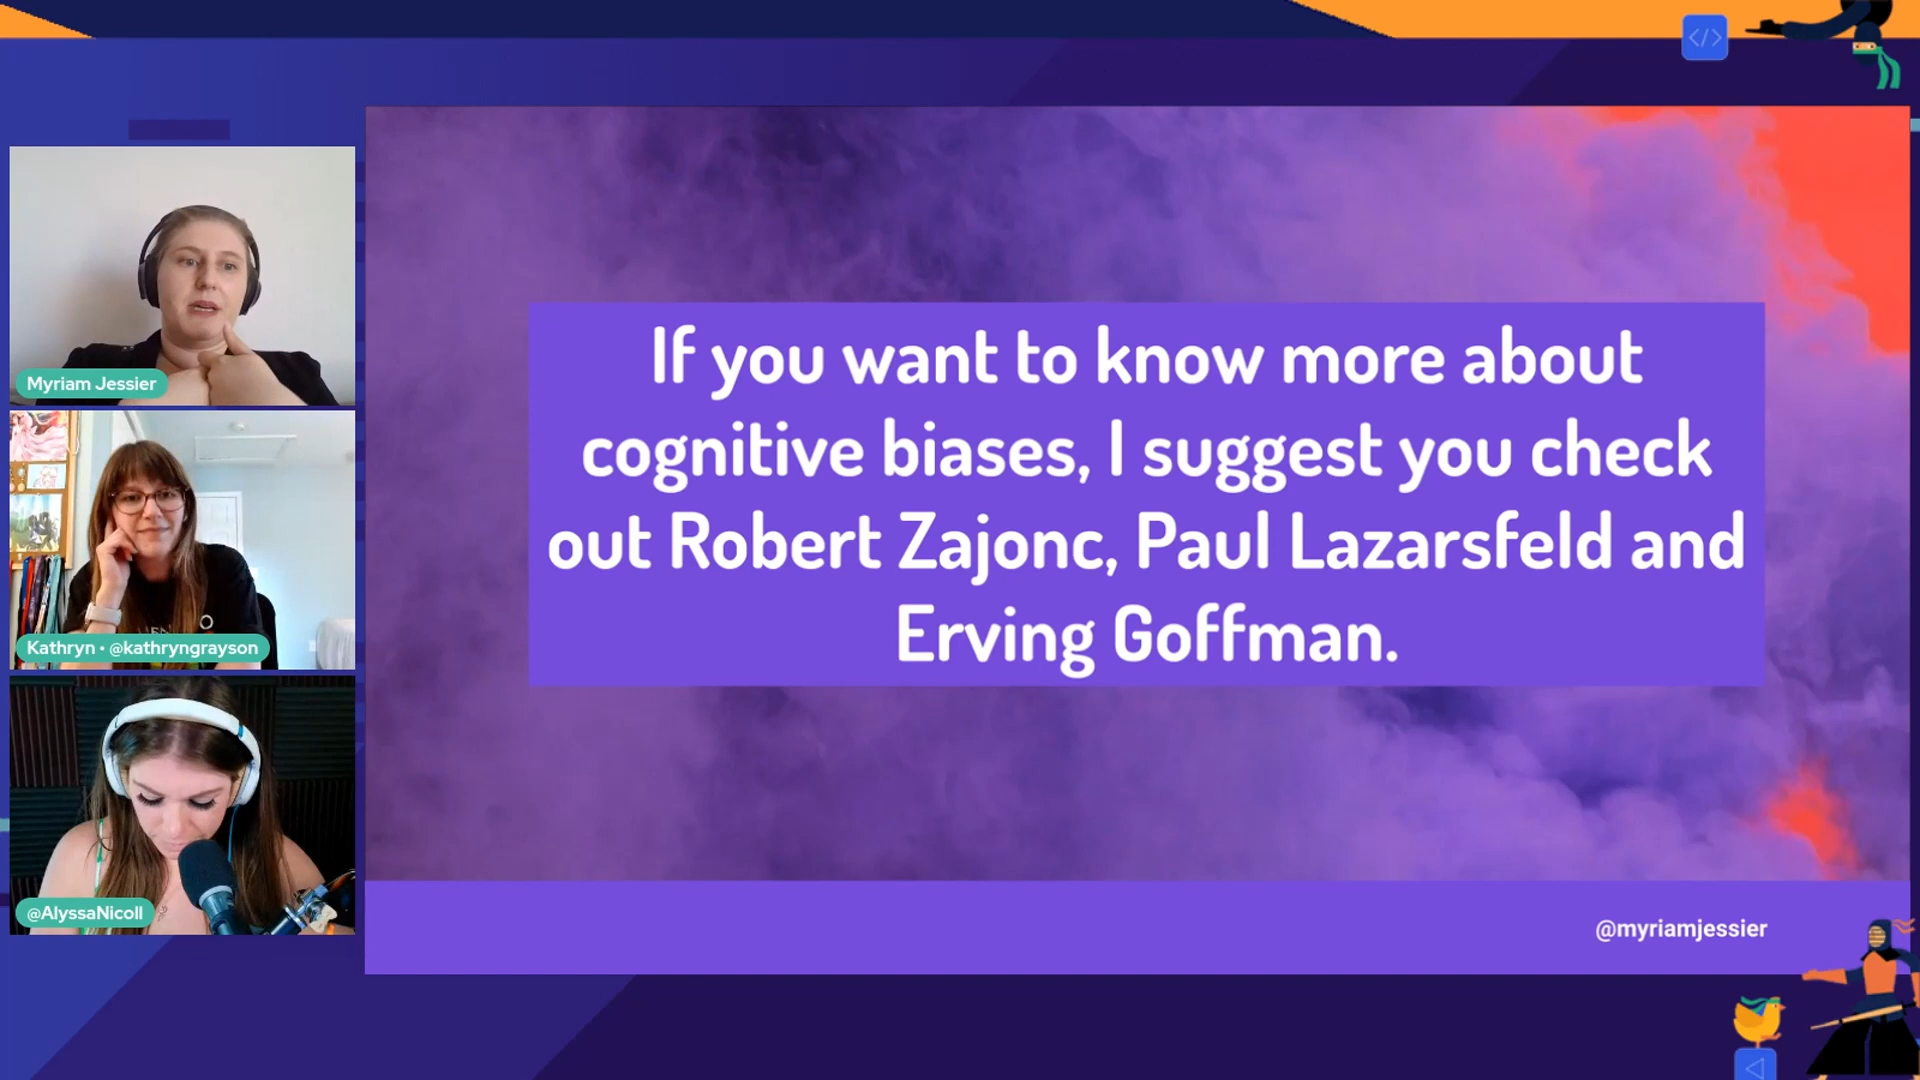 Myriam Jessier
Kathryn • @kathryngrayson
@AlyssaNicoll
If you want to know more about
cognitive biases, I suggest you check
out Robert Zajonc, Paul Lazarsfeld and
Erving Goffman.
@myriamjessier